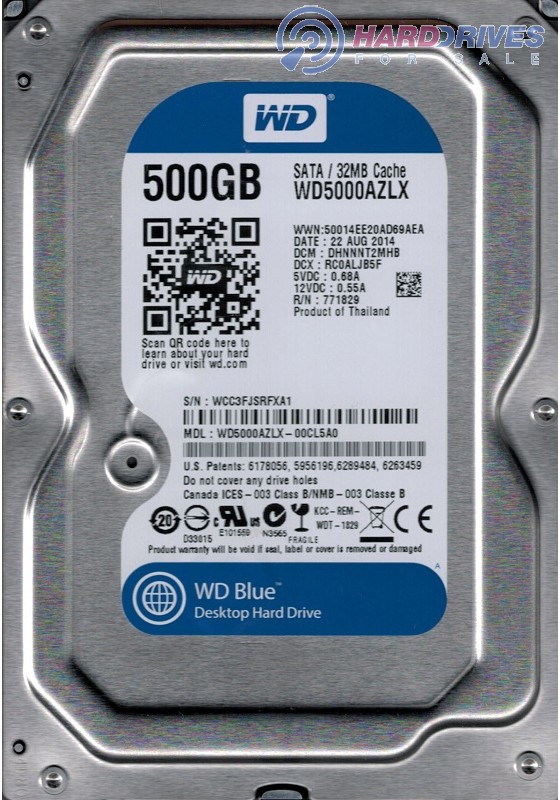 HARDDRIVES
FOR SALE
WD®
500GB
SATA / 32MB Cache
WD5000AZLX
WWN:50014EE20AD69AEA
DATE : 22 AUG 2014
DCM : DHNNNT2MHB
DCX : RC0ALJB5F
5VDC : 0.68A
12VDC : 0.55A
R/N : 771829
Product of Thailand
WD
Scan QR code here to
learn about your hard
drive or visit wd.com
S/N : WCC3FJSRFXA1
MDL : WD5000AZLX-00CL5A0
U.S. Patents: 6178056, 5956196,6289484, 6263459
Do not cover any drive holes
Canada ICES-003 Class B/NMB-003 Classe B
20
D33015
c UL us
E101559
N3565
FRAGILE
KCC-REM-
WDT-1829
CE
Product warranty will be void if seal, label or cover is removed or damaged
A
WD Blue™
Desktop Hard Drive